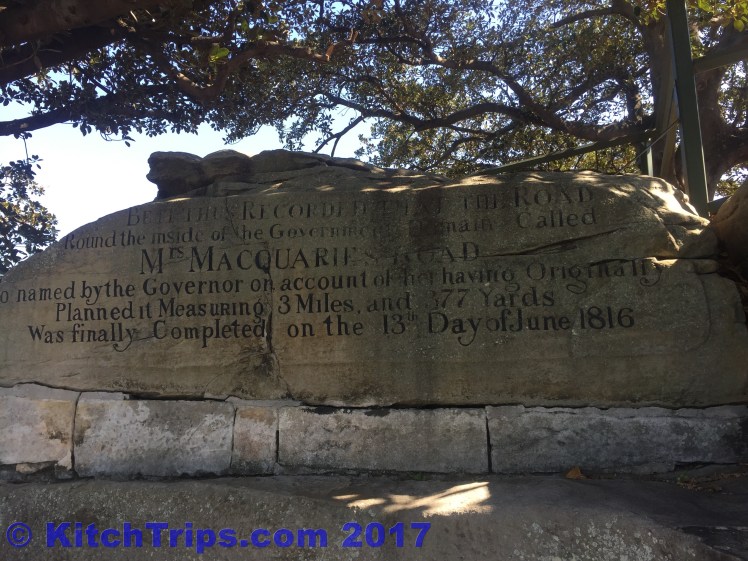 BE IT THUS RECORDED THAT THE ROAD
Round the inside of the Government Domain Called
Mrs MACQUARIE'S ROAD
So named by the Governor on account of her having Originally
Planned it Measuring 3 Miles, and 377 Yards
Was finally Completed on the 13th Day of June 1816
© KitchTrips.com 2017